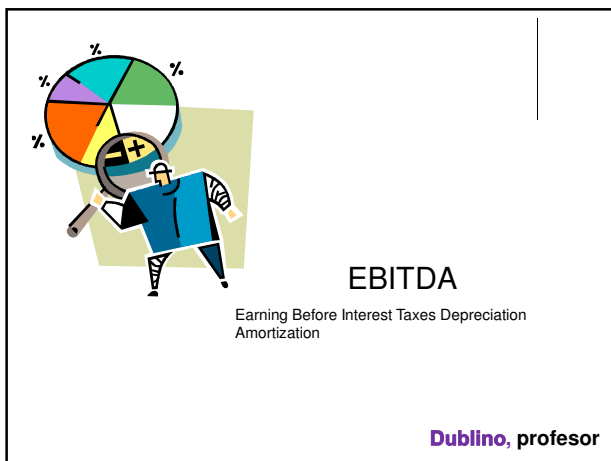 %
%
%
%
- +
EBITDA
Earning Before Interest Taxes Depreciation
Amortization
Dublino, profesor